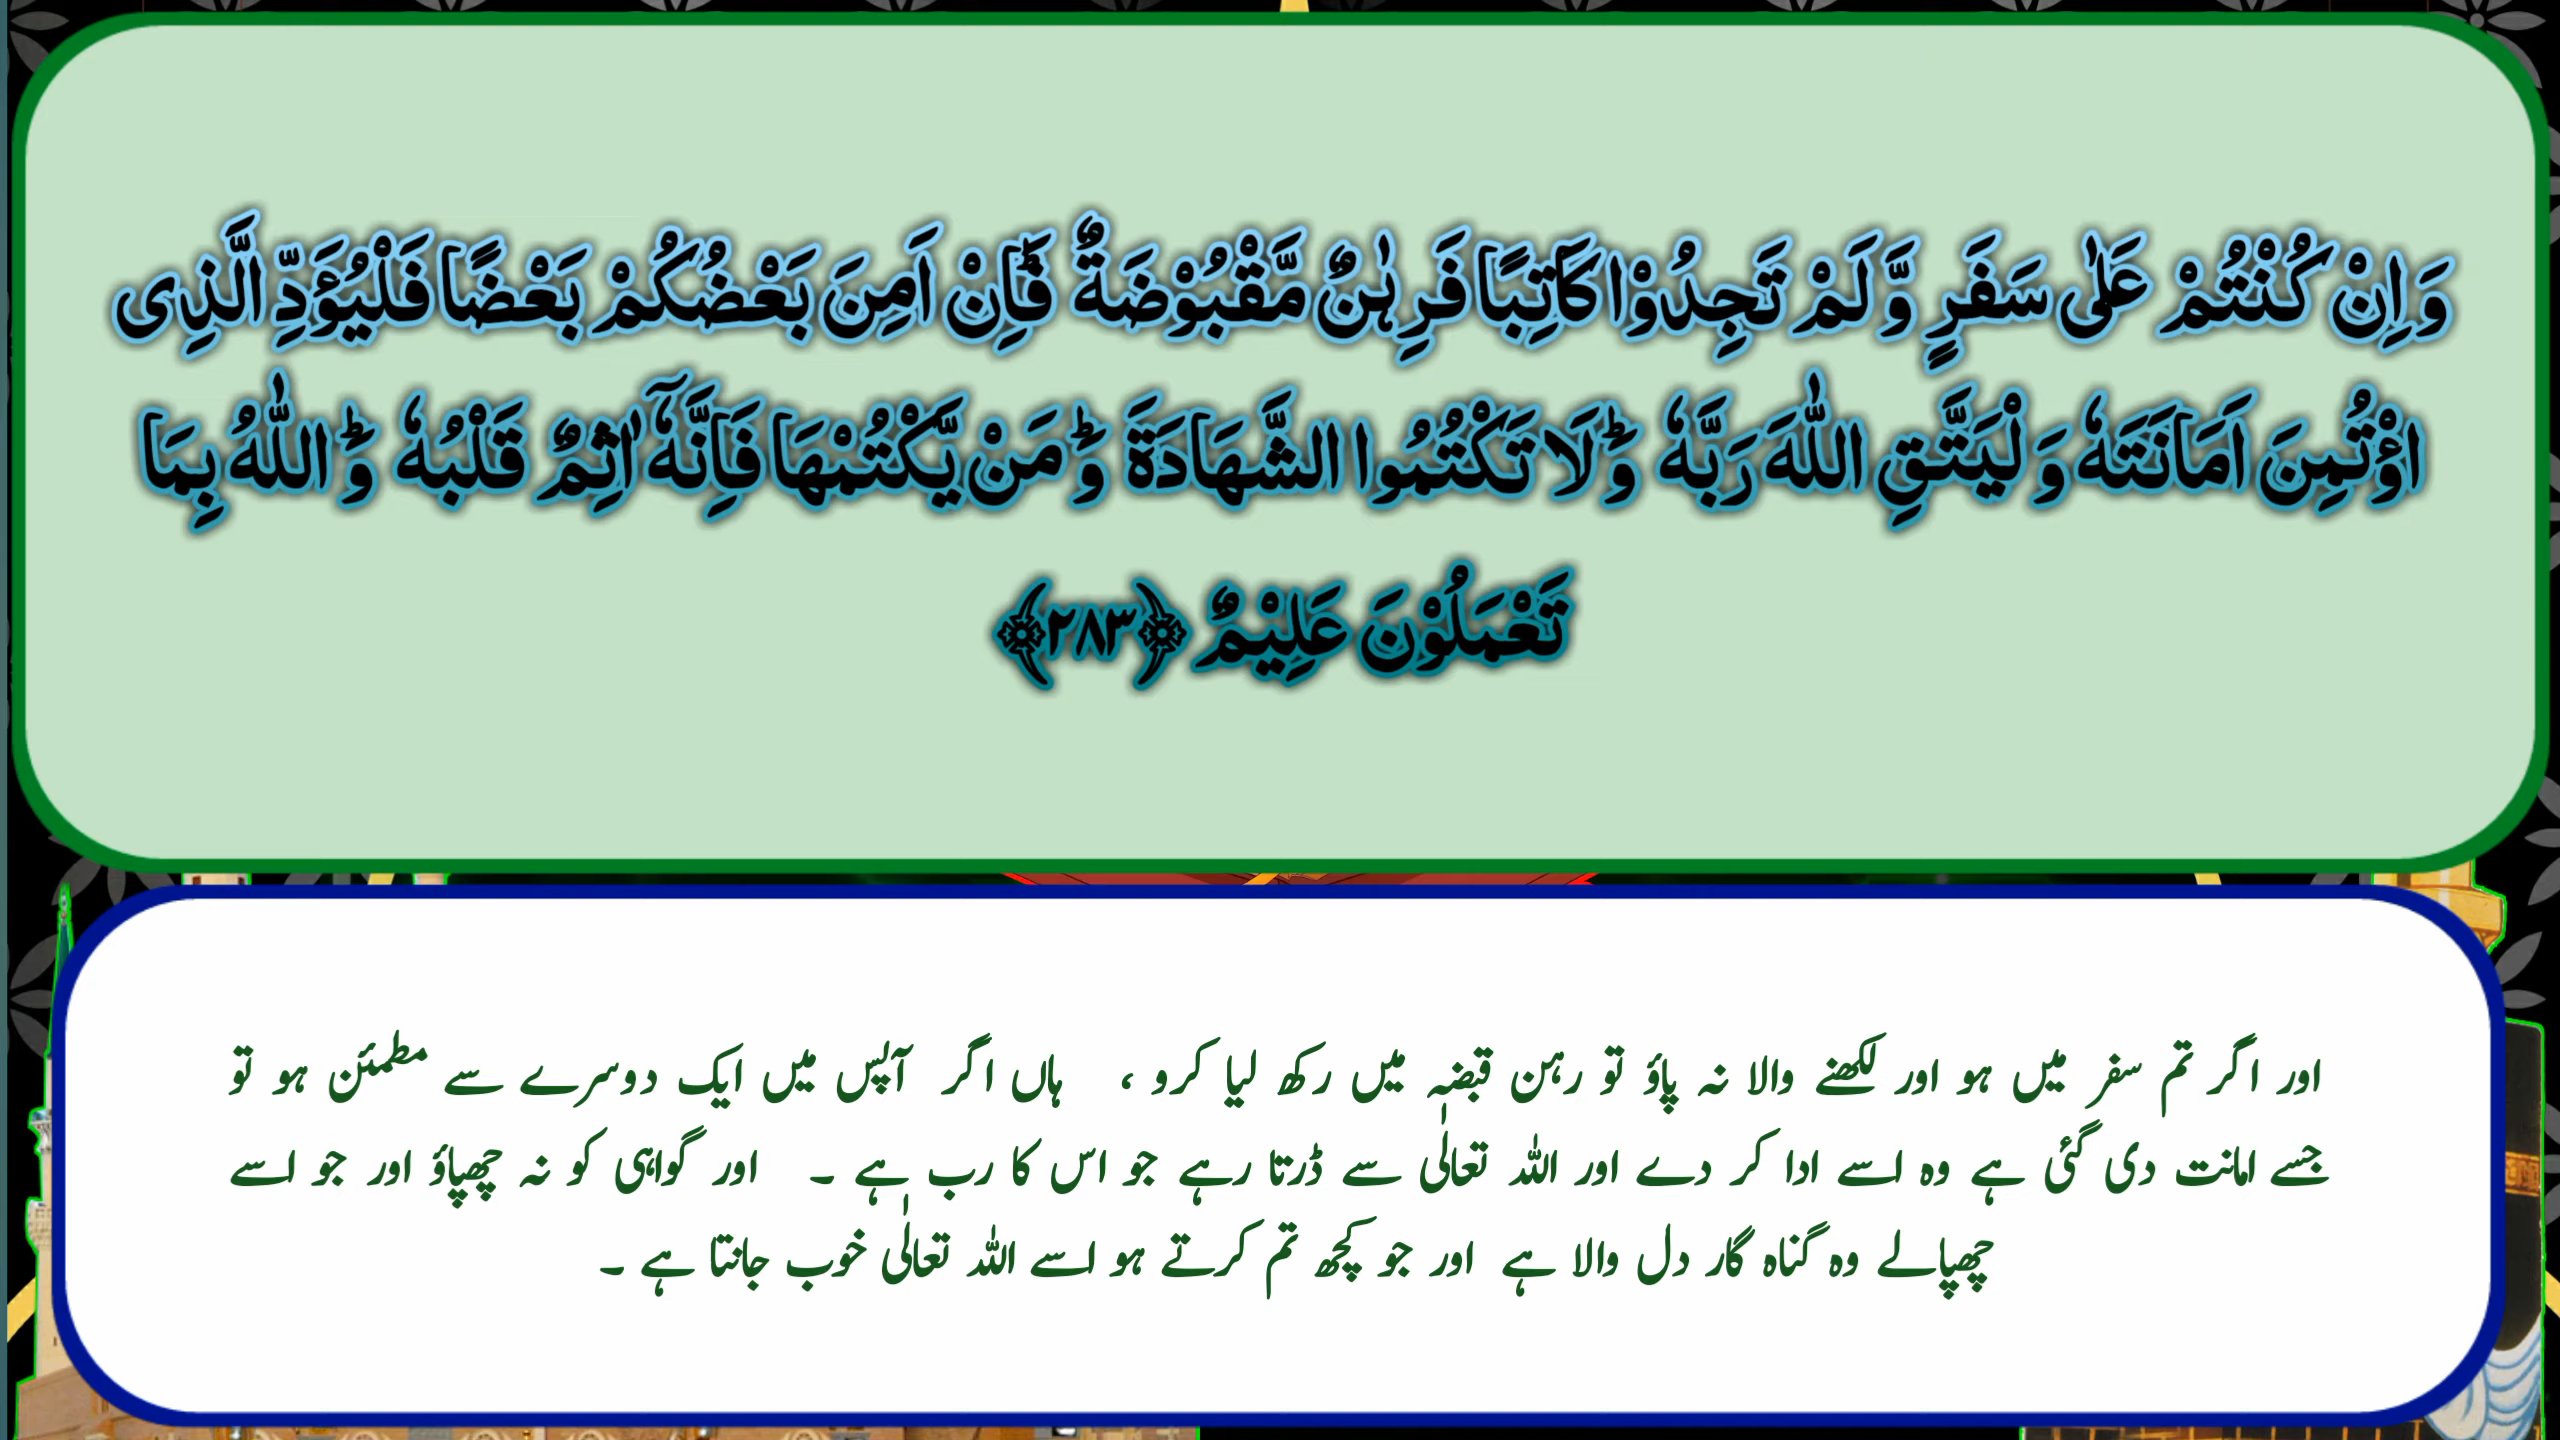 وَ اِنْ كُنْتُمْ عَلٰى سَفَرٍ وَّ لَمْ تَجِدُوْا كَاتِبًا فَرِهٰنٌ مَّقْبُوْضَةٌ ؕ فَاِنْ اَمِنَ بَعْضُكُمْ بَعْضًا فَلْیُؤَدِّ الَّذِی
اؤْتُمِنَ اَمَانَتَهٗ وَ لْیَتَّقِ اللّٰهَ رَبَّهٗ ؕ وَ لَا تَكْتُمُوا الشَّهَادَةَ ؕ وَ مَنْ یَّكْتُمْهَا فَاِنَّهٗۤ اٰثِمٌ قَلْبُهٗ ؕ وَ اللّٰهُ بِمَا
تَعْمَلُوْنَ عَلِیْمٌ ﴿۲۸۳﴾
اور اگر تم سفر میں ہو اور لکھنے والا نہ پاؤ تو رہن قبضہ میں رکھ لیا کرو ، ہاں اگر آپس میں ایک دوسرے سے مطمئن ہو تو
جسے امانت دی گئی ہے وہ اسے ادا کر دے اور اللہ تعالٰی سے ڈرتا رہے جو اس کا رب ہے ۔ اور گواہی کو نہ چھپاؤ اور جو اسے
چھپالے وہ گناہ گار دل والا ہے اور جو کچھ تم کرتے ہو اسے اللہ تعالٰی خوب جانتا ہے ۔